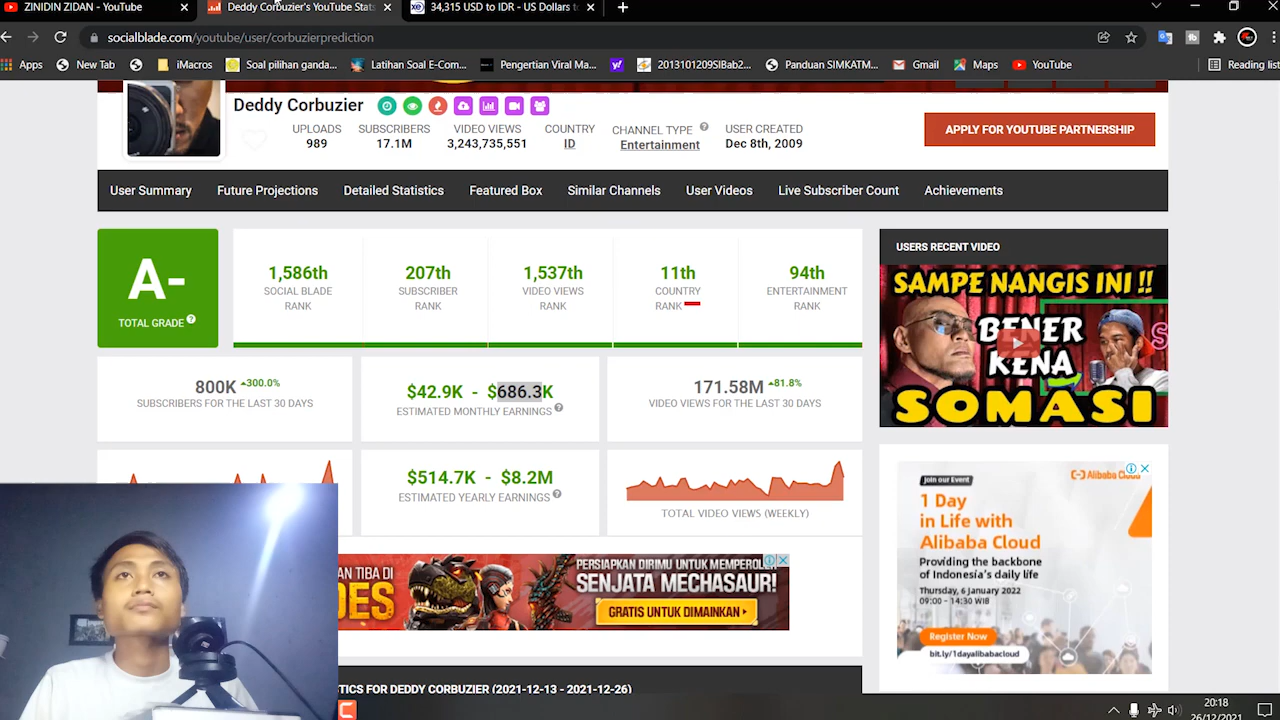 ZINIDIN ZIDAN - YouTube
Deddy Corbuzier's YouTube Stats
34,315 USD to IDR - US Dollars to
socialblade.com/youtube/user/corbuzierprediction
Apps
New Tab
iMacros
Soal pilihan ganda...
Latihan Soal E-Com...
Pengertian Viral Ma...
2013101209SIBab2...
Panduan SIMKATM...
Gmail
Maps
YouTube
Reading list
Deddy Corbuzier
UPLOADS
989
SUBSCRIBERS
17.1M
VIDEO VIEWS
3,243,735,551
COUNTRY
ID
CHANNEL TYPE
Entertainment
USER CREATED
Dec 8th, 2009
APPLY FOR YOUTUBE PARTNERSHIP
User Summary
Future Projections
Detailed Statistics
Featured Box
Similar Channels
User Videos
Live Subscriber Count
Achievements
A-
TOTAL GRADE
1,586th
SOCIAL BLADE
RANK
207th
SUBSCRIBER
RANK
1,537th
VIDEO VIEWS
RANK
11th
COUNTRY
RANK
94th
ENTERTAINMENT
RANK
USERS RECENT VIDEO
SAMPE NANGIS INI !!
BENER
KENA
SOMASI
800K 300.0%
SUBSCRIBERS FOR THE LAST 30 DAYS
$42.9K - $686.3K
ESTIMATED MONTHLY EARNINGS
171.58M 81.8%
VIDEO VIEWS FOR THE LAST 30 DAYS
$514.7K - $8.2M
ESTIMATED YEARLY EARNINGS
TOTAL VIDEO VIEWS (WEEKLY)
Join our Event
Alibaba Cloud
1 Day
in Life with
Alibaba Cloud
Providing the backbone
of Indonesia's daily life
Thursday, 6 January 2022
09:00 - 14:30 WIB
Register Now
bit.ly/1dayalibabacloud
AN TIBA DI
DES
PERSIAPKAN DIRIMU UNTUK MEMPEROL
SENJATA MECHASAUR!
GRATIS UNTUK DIMAINKAN
TICS FOR DEDDY CORBUZIER (2021-12-13 - 2021-12-26)
20:18
26/12/2021